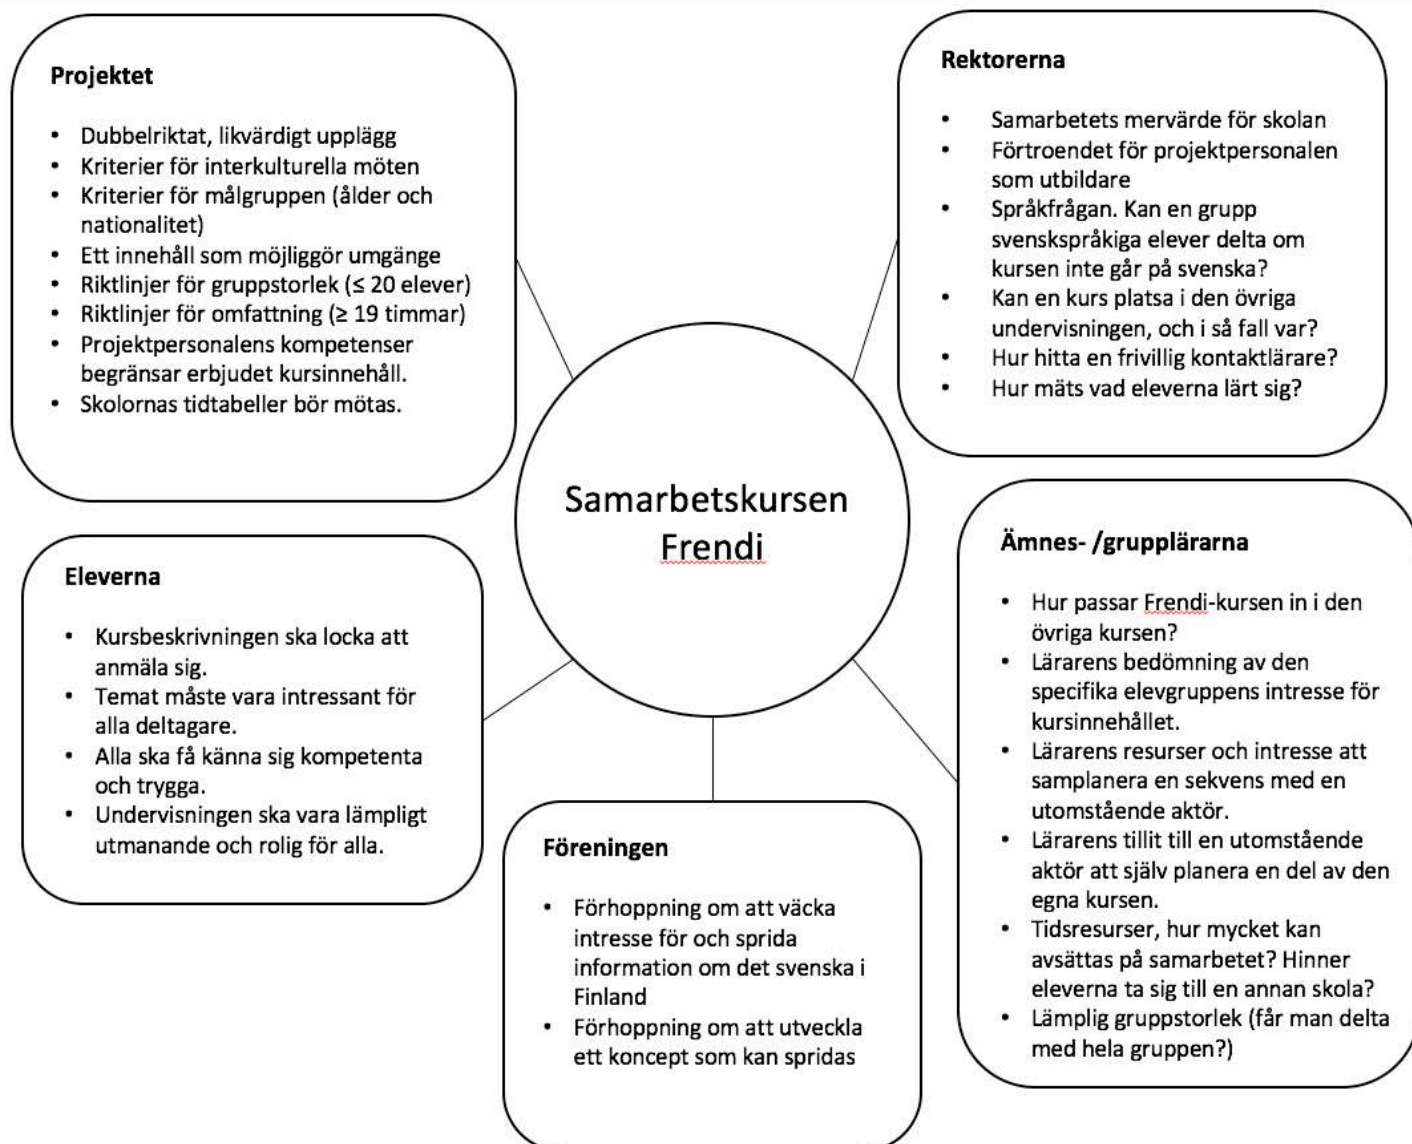 Projektet
• Dubbelriktat, likvärdigt upplägg
• Kriterier för interkulturella möten
• Kriterier för målgruppen (ålder och
nationalitet)
• Ett innehåll som möjliggör umgänge
• Riktlinjer för gruppstorlek (≤ 20 elever)
• Riktlinjer för omfattning (≥ 19 timmar)
• Projektpersonalens kompetenser
begränsar erbjudet kursinnehåll.
• Skolornas tidtabeller bör mötas.
Rektorerna
• Samarbetets mervärde för skolan
• Förtroendet för projektpersonalen
som utbildare
• Språkfrågan. Kan en grupp
svenskspråkiga elever delta om
kursen inte går på svenska?
• Kan en kurs platsa i den övriga
undervisningen, och i så fall var?
• Hur hitta en frivillig kontaktlärare?
• Hur mäts vad eleverna lärt sig?
Samarbetskursen
Frendi
Eleverna
• Kursbeskrivningen ska locka att
anmäla sig.
• Temat måste vara intressant för
alla deltagare.
• Alla ska få känna sig kompetenta
och trygga.
• Undervisningen ska vara lämpligt
utmanande och rolig för alla.
Ämnes- /grupplärarna
• Hur passar Frendi-kursen in i den
övriga kursen?
• Lärarens bedömning av den
specifika elevgruppens intresse för
kursinnehållet.
• Lärarens resurser och intresse att
samplanera en sekvens med en
utomstående aktör.
• Lärarens tillit till en utomstående
aktör att själv planera en del av den
egna kursen.
• Tidsresurser, hur mycket kan
avsättas på samarbetet? Hinner
eleverna ta sig till en annan skola?
• Lämplig gruppstorlek (får man delta
med hela gruppen?)
Föreningen
• Förhoppning om att väcka
intresse för och sprida
information om det svenska i
Finland
• Förhoppning om att utveckla
ett koncept som kan spridas